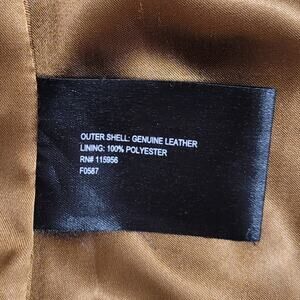 OUTER SHELL: GENUINE LEATHER
LINING: 100% POLYESTER
RN# 115956
F0587